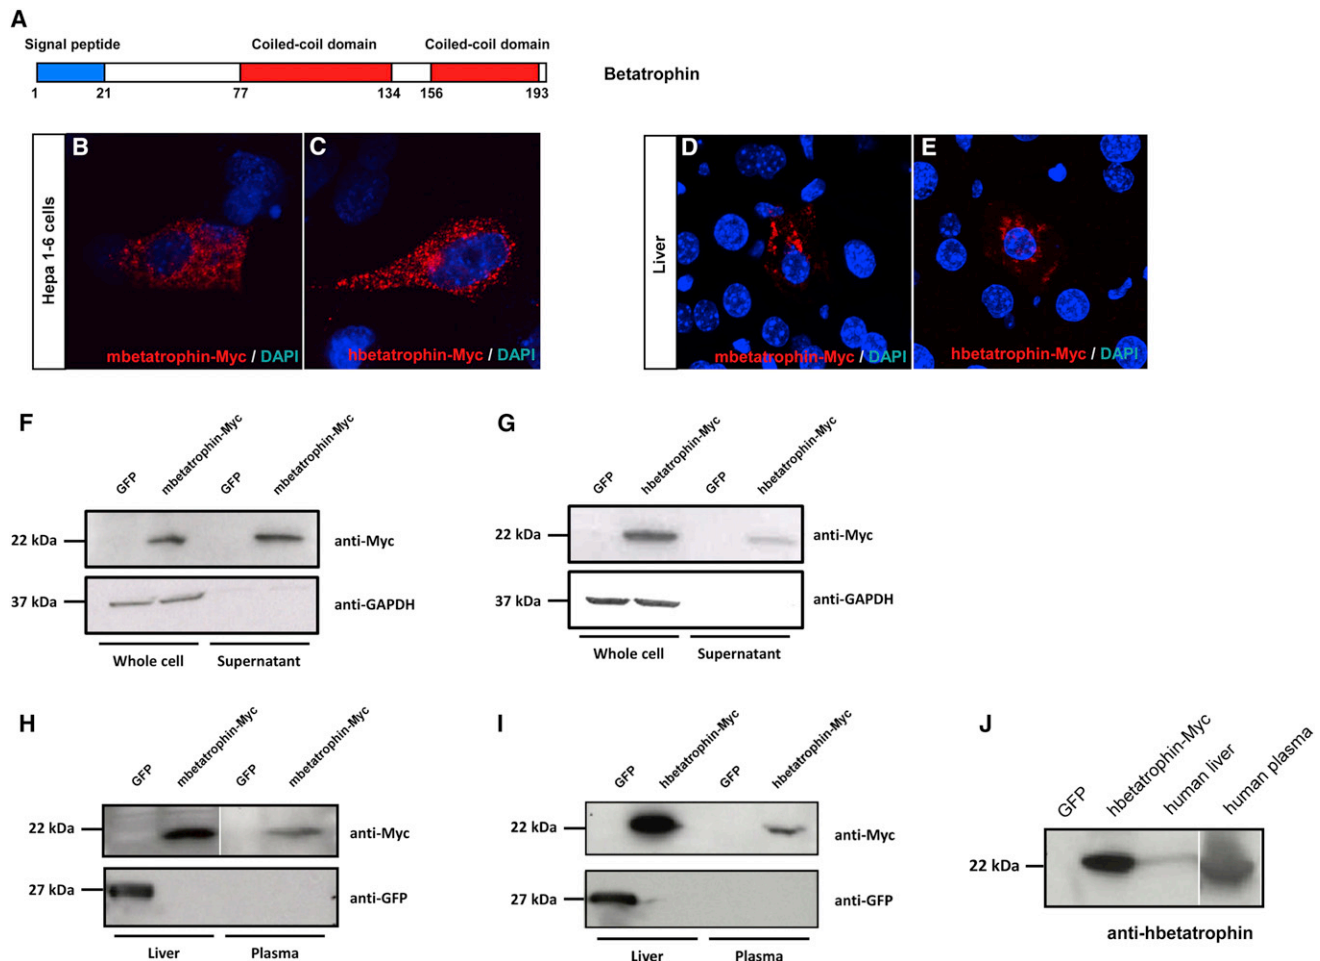 A
Signal peptide Coiled-coil domain Coiled-coil domain
1 21 77 134 156 193
Betatrophin
Hepa 1-6 cells
B
mbetatrophin-Myc / DAPI
C
hbetatrophin-Myc / DAPI
Liver
D
mbetatrophin-Myc / DAPI
E
hbetatrophin-Myc / DAPI
F
GFP mbetatrophin-Myc GFP mbetatrophin-Myc
22 kDa anti-Myc
37 kDa anti-GAPDH
Whole cell Supernatant
G
GFP hbetatrophin-Myc GFP hbetatrophin-Myc
22 kDa anti-Myc
37 kDa anti-GAPDH
Whole cell Supernatant
H
GFP mbetatrophin-Myc GFP mbetatrophin-Myc
22 kDa anti-Myc
27 kDa anti-GFP
Liver Plasma
I
GFP hbetatrophin-Myc GFP hbetatrophin-Myc
22 kDa anti-Myc
27 kDa anti-GFP
Liver Plasma
J
GFP hbetatrophin-Myc human liver human plasma
22 kDa
anti-hbetatrophin